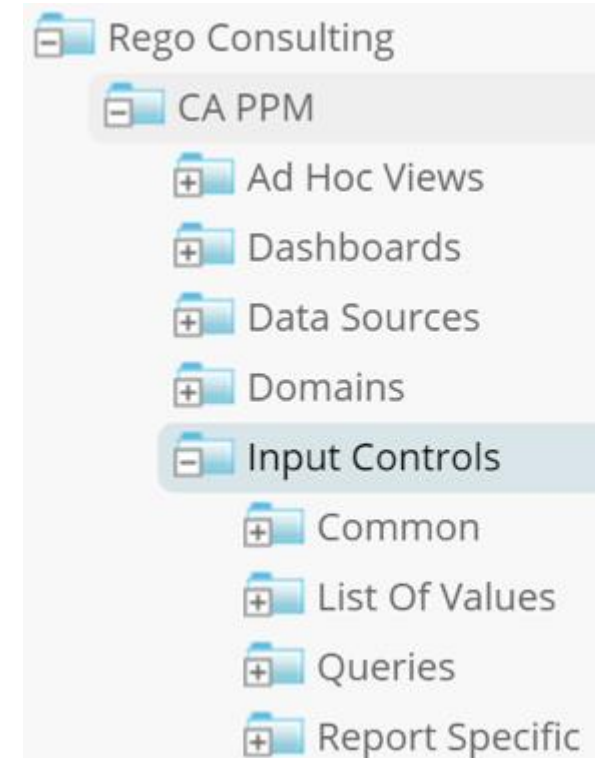 Rego Consulting
CA PPM
Ad Hoc Views
Dashboards
Data Sources
Domains
Input Controls
Common
List Of Values
Queries
Report Specific